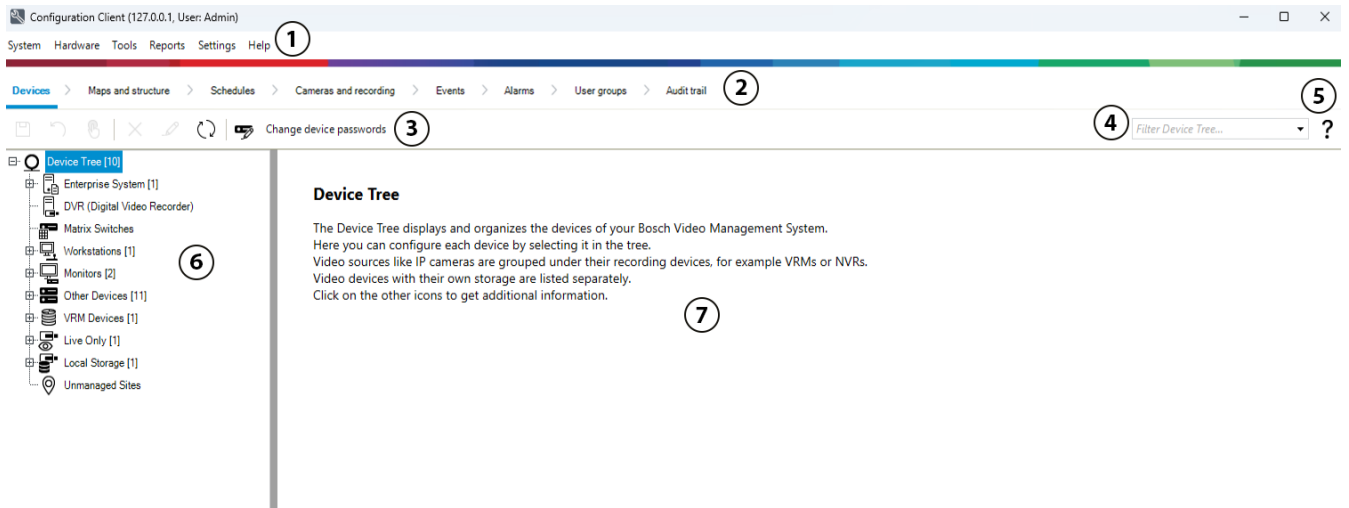 Configuration Client (127.0.0.1, User: Admin)
System Hardware Tools Reports Settings Help 1
Devices > Maps and structure > Schedules > Cameras and recording > Events > Alarms > User groups > Audit trail 2 5
Change device passwords 3 4 Filter Device Tree... ?
Device Tree [10]
Enterprise System [1]
DVR (Digital Video Recorder)
Matrix Switches
Workstations [1]
6
Monitors [2]
Other Devices [11]
VRM Devices [1]
Live Only [1]
Local Storage [1]
Unmanaged Sites
Device Tree
The Device Tree displays and organizes the devices of your Bosch Video Management System.
Here you can configure each device by selecting it in the tree.
Video sources like IP cameras are grouped under their recording devices, for example VRMs or NVRs.
Video devices with their own storage are listed separately.
Click on the other icons to get additional information.
7